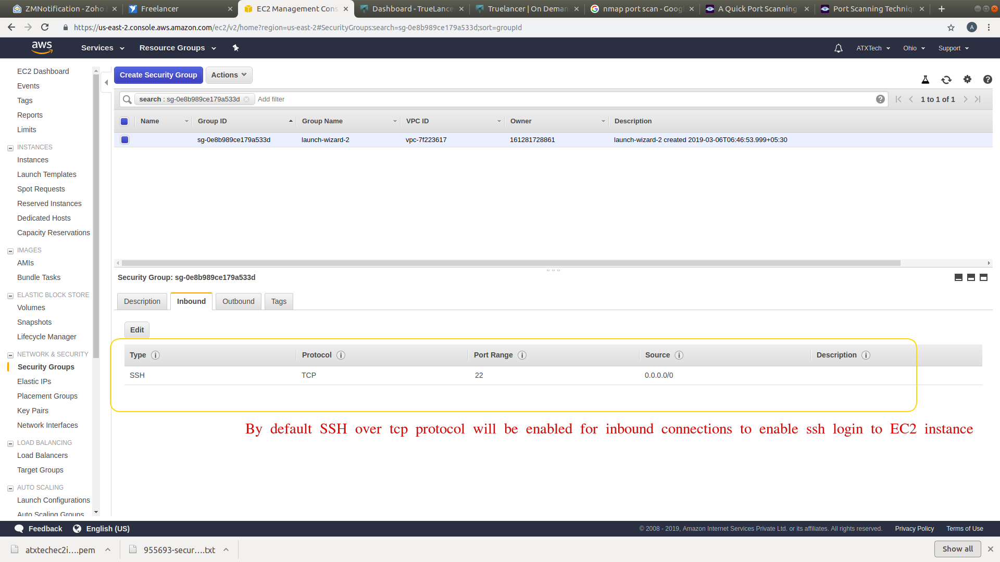 ZMNotification - Zoho
Freelancer
EC2 Management Cons
Dashboard - TrueLance
Truelancer | On Deman
nmap port scan - Goog
A Quick Port Scanning
Port Scanning Techniqu
https://us-east-2.console.aws.amazon.com/ec2/v2/home?region=us-east-2#SecurityGroups:search=sg-0e8b989ce179a533d;sort=groupId
A
aws
Services
Resource Groups
ATXTech
Ohio
Support
EC2 Dashboard
Events
Tags
Reports
Limits
INSTANCES
Instances
Launch Templates
Spot Requests
Reserved Instances
Dedicated Hosts
Capacity Reservations
IMAGES
AMIs
Bundle Tasks
ELASTIC BLOCK STORE
Volumes
Snapshots
Lifecycle Manager
NETWORK & SECURITY
Security Groups
Elastic IPs
Placement Groups
Key Pairs
Network Interfaces
LOAD BALANCING
Load Balancers
Target Groups
AUTO SCALING
Launch Configurations
Auto Scaling Groups
Create Security Group
Actions
search : sg-0e8b989ce179a533d
Add filter
1 to 1 of 1
Name Group ID Group Name VPC ID Owner Description
sg-0e8b989ce179a533d launch-wizard-2 vpc-7f223617 161281728861 launch-wizard-2 created 2019-03-06T06:46:53.999+05:30
Security Group: sg-0e8b989ce179a533d
Description Inbound Outbound Tags
Edit
Type Protocol Port Range Source Description
SSH TCP 22 0.0.0.0/0
By default SSH over tcp protocol will be enabled for inbound connections to enable ssh login to EC2 instance
Feedback
English (US)
© 2008 - 2019, Amazon Internet Services Private Ltd. or its affiliates. All rights reserved.
Privacy Policy
Terms of Use
atxtechec2i....pem
955693-secur....txt
Show all